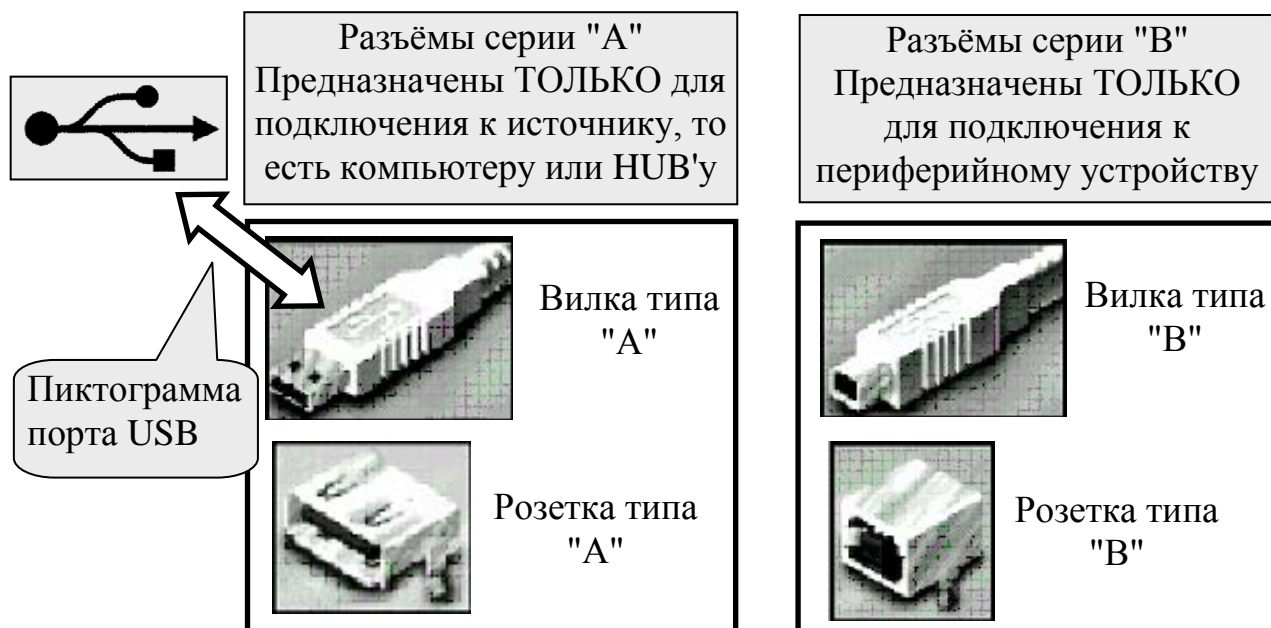 Разъёмы серии "А"
Предназначены ТОЛЬКО для
подключения к источнику, то
есть компьютеру или HUB'у
Разъёмы серии "В"
Предназначены ТОЛЬКО
для подключения к
периферийному устройству
Вилка типа
"А"
Вилка типа
"В"
Пиктограмма
порта USB
Розетка типа
"А"
Розетка типа
"В"